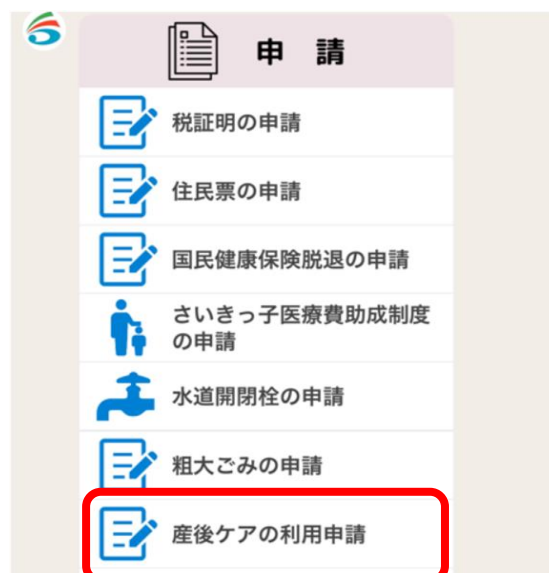 申 請
税証明の申請
住民票の申請
国民健康保険脱退の申請
さいきっ子医療費助成制度
の申請
水道開閉栓の申請
粗大ごみの申請
産後ケアの利用申請